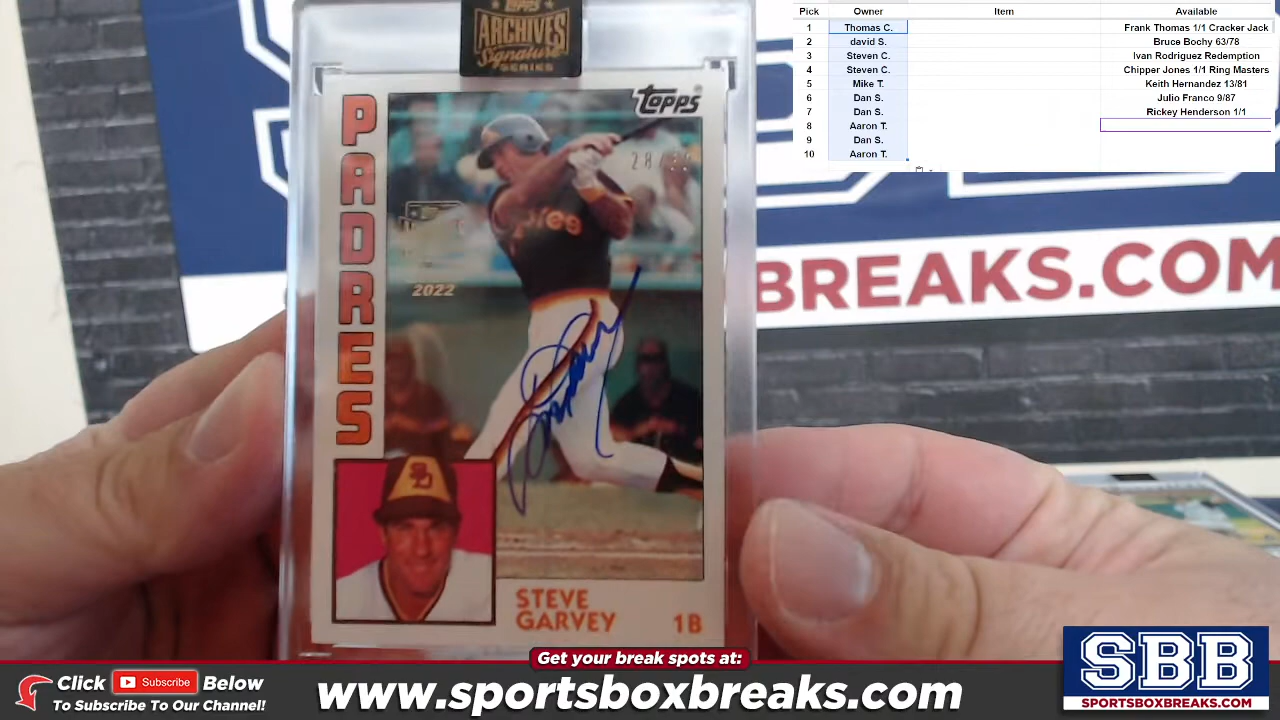 TOPPS
ARCHIVES
Signature
SERIES
Pick Owner Item Available
1 Thomas C. Frank Thomas 1/1 Cracker Jack
2 david S. Bruce Bochy 63/78
3 Steven C. Ivan Rodriguez Redemption
4 Steven C. Chipper Jones 1/1 Ring Masters
5 Mike T. Keith Hernandez 13/81
6 Dan S. Julio Franco 9/87
7 Dan S. Rickey Henderson 1/1
8 Aaron T.
9 Dan S.
10 Aaron T.
Topps
PADRES
2022
SD
STEVE
GARVEY
1B
BREAKS.COM
Get your break spots at:
Click Subscribe Below
To Subscribe To Our Channel!
www.sportsboxbreaks.com
SBB
SPORTSBOXBREAKS.COM